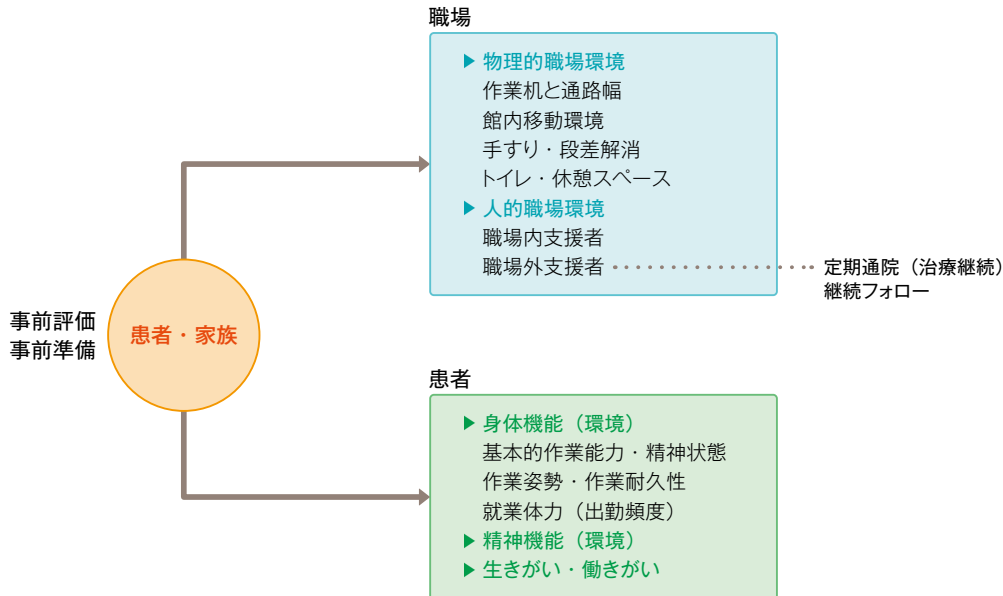 職場
▶ 物理的職場環境
作業机と通路幅
館内移動環境
手すり・段差解消
トイレ・休憩スペース
▶ 人的職場環境
職場内支援者
職場外支援者 定期通院（治療継続）
継続フォロー
事前評価
事前準備
患者・家族
患者
▶ 身体機能（環境）
基本的作業能力・精神状態
作業姿勢・作業耐久性
就業体力（出勤頻度）
▶ 精神機能（環境）
▶ 生きがい・働きがい